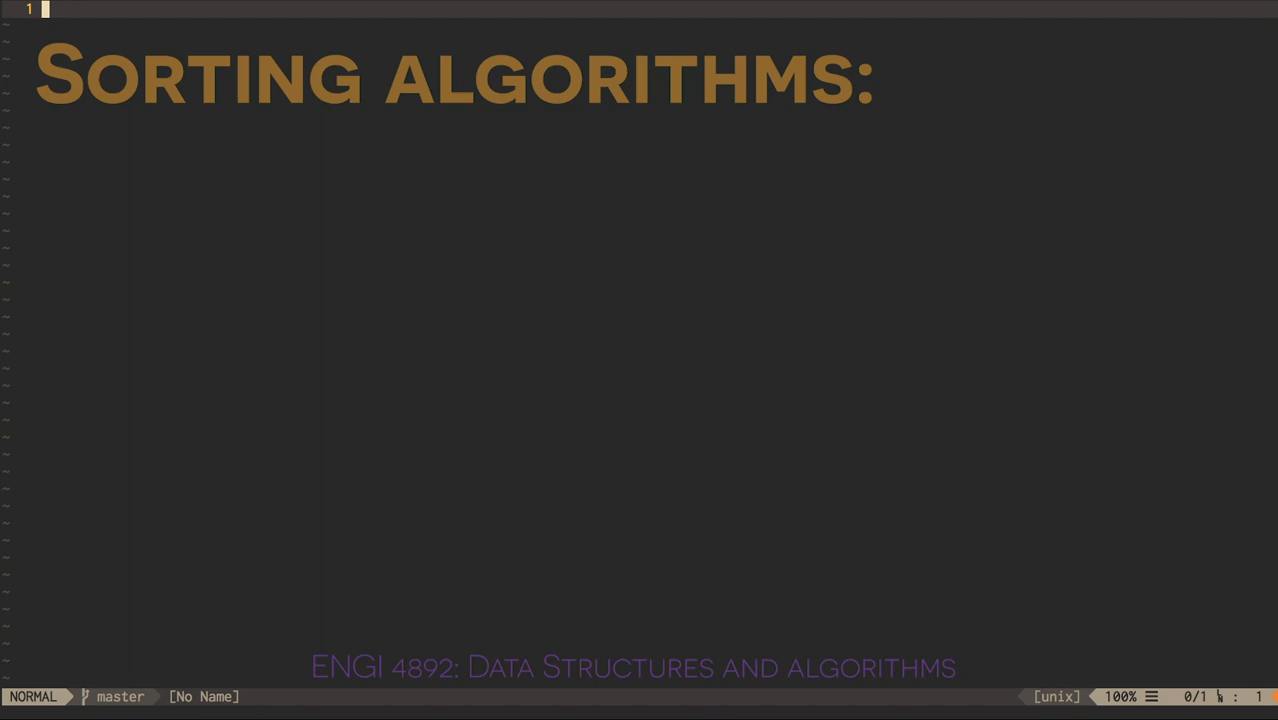 1
SORTING ALGORITHMS:
ENGI 4892: DATA STRUCTURES AND ALGORITHMS
NORMAL master [No Name] [unix] 100% ☰ 0/1 : 1